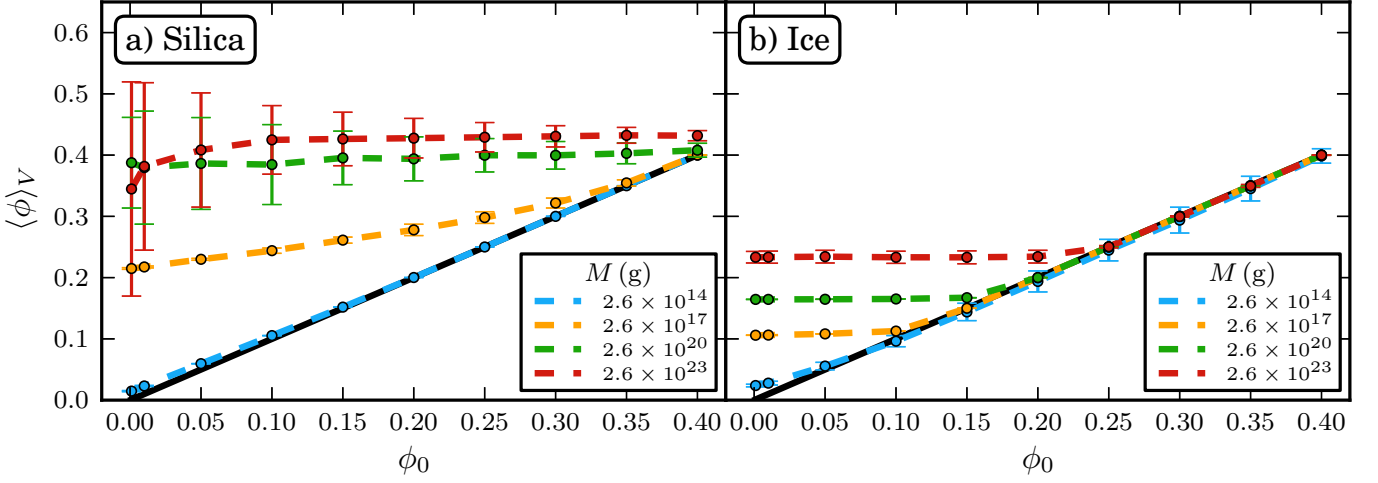 a) Silica
b) Ice
⟨ϕ⟩_V
0.6
0.5
0.4
0.3
0.2
0.1
0.0
M (g)
2.6 × 10^14
2.6 × 10^17
2.6 × 10^20
2.6 × 10^23
M (g)
2.6 × 10^14
2.6 × 10^17
2.6 × 10^20
2.6 × 10^23
0.00 0.05 0.10 0.15 0.20 0.25 0.30 0.35 0.40
0.00 0.05 0.10 0.15 0.20 0.25 0.30 0.35 0.40
ϕ_0
ϕ_0